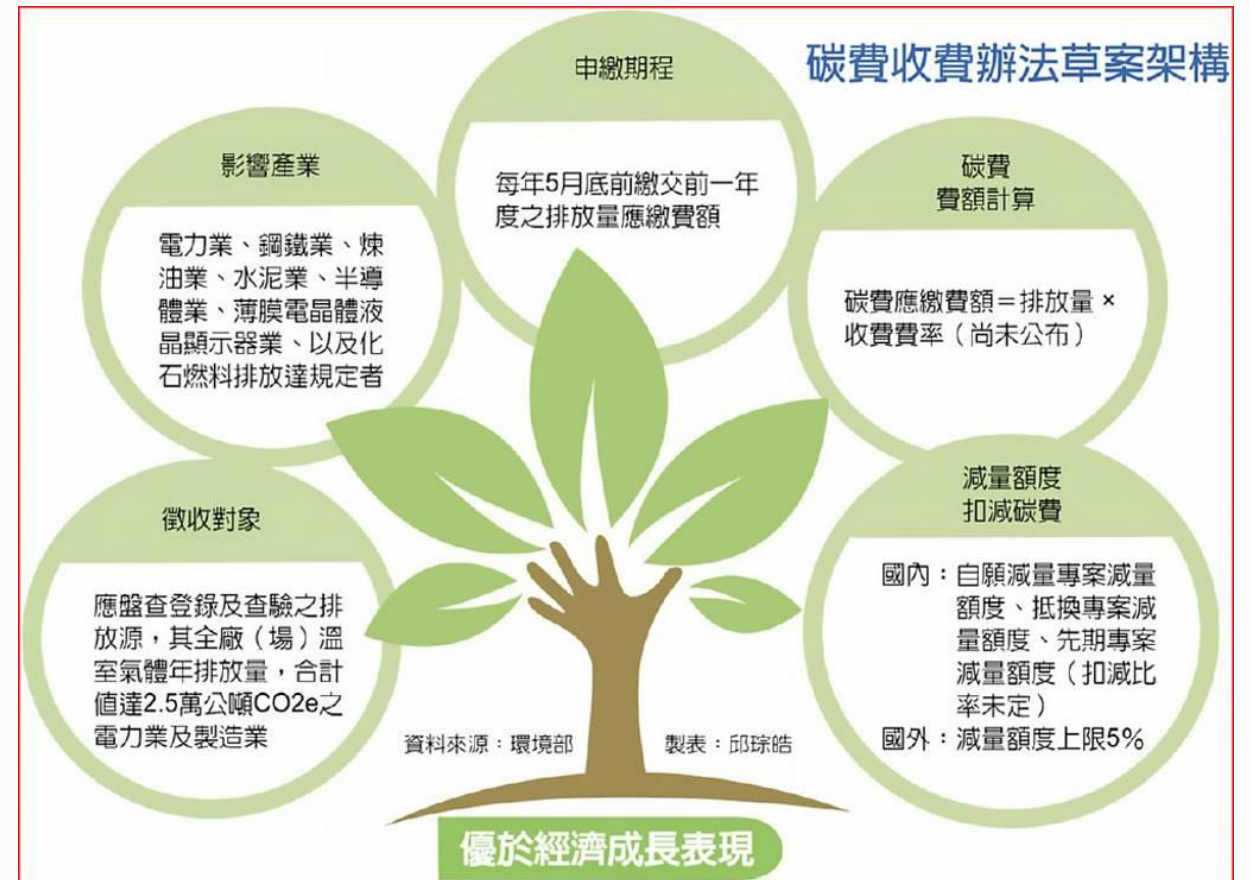 碳費收費辦法草案架構
徵收對象
應盤查登錄及查驗之排
放源，其全廠（場）溫
室氣體年排放量，合計
值達2.5萬公噸CO2e之
電力業及製造業
影響產業
電力業、鋼鐵業、煉
油業、水泥業、半導
體業、薄膜電晶體液
晶顯示器業、以及化
石燃料排放達規定者
申繳期程
每年5月底前繳交前一年
度之排放量應繳費額
碳費
費額計算
碳費應繳費額＝排放量 ×
收費費率（尚未公布）
減量額度
扣減碳費
國內：自願減量專案減量
額度、抵換專案減
量額度、先期專案
減量額度（扣減比
率未定）
國外：減量額度上限5%
資料來源：環境部
製表：邱琮皓
優於經濟成長表現